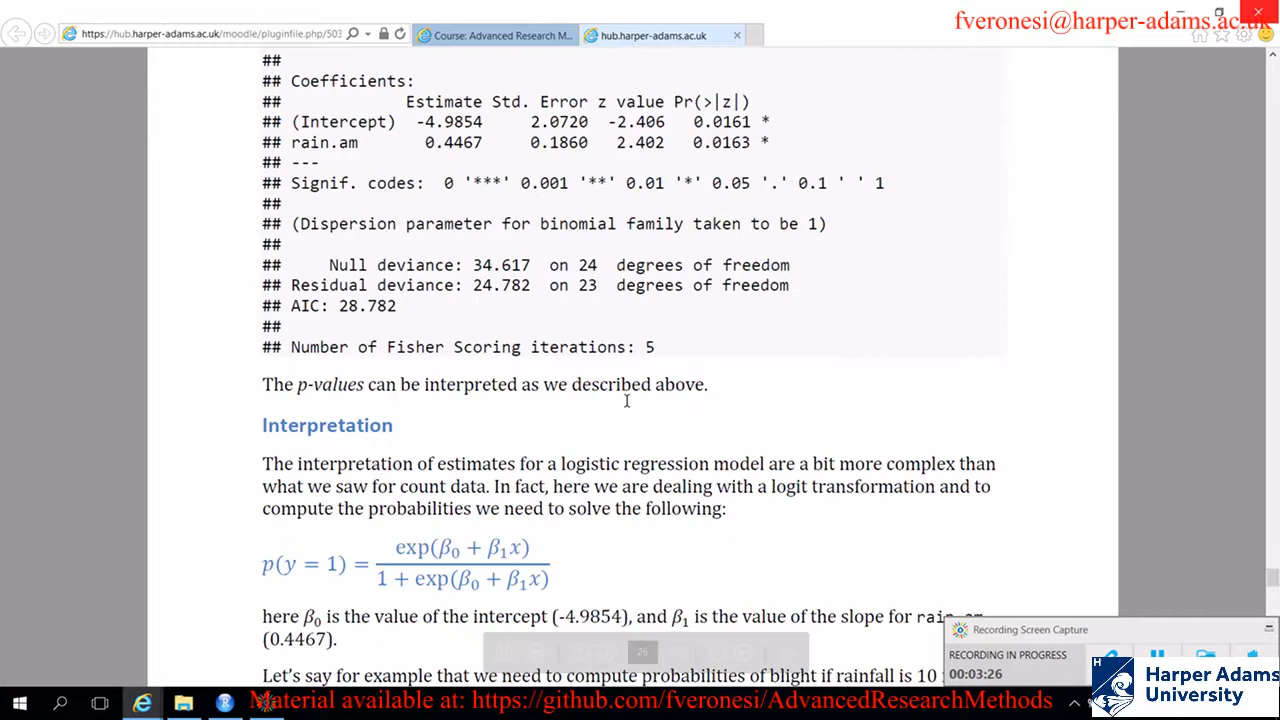 fveronesi@harper-adams.ac.uk
https://hub.harper-adams.ac.uk/moodle/pluginfile.php/503
Course: Advanced Research M...
hub.harper-adams.ac.uk
##
## Coefficients:
##             Estimate Std. Error z value Pr(>|z|)
## (Intercept)  -4.9854     2.0720  -2.406   0.0161 *
## rain.am       0.4467     0.1860   2.402   0.0163 *
## ---
## Signif. codes:  0 '***' 0.001 '**' 0.01 '*' 0.05 '.' 0.1 ' ' 1
##
## (Dispersion parameter for binomial family taken to be 1)
##
##     Null deviance: 34.617  on 24  degrees of freedom
## Residual deviance: 24.782  on 23  degrees of freedom
## AIC: 28.782
##
## Number of Fisher Scoring iterations: 5
The p-values can be interpreted as we described above.
Interpretation
The interpretation of estimates for a logistic regression model are a bit more complex than
what we saw for count data. In fact, here we are dealing with a logit transformation and to
compute the probabilities we need to solve the following:
p(y = 1) = exp(β₀ + β₁x) / 1 + exp(β₀ + β₁x)
here β₀ is the value of the intercept (-4.9854), and β₁ is the value of the slope for rain.am
(0.4467).
Let's say for example that we need to compute probabilities of blight if rainfall is 10
26
Recording Screen Capture
RECORDING IN PROGRESS
00:03:26
H
Harper Adams
University
Material available at: https://github.com/fveronesi/AdvancedResearchMethods